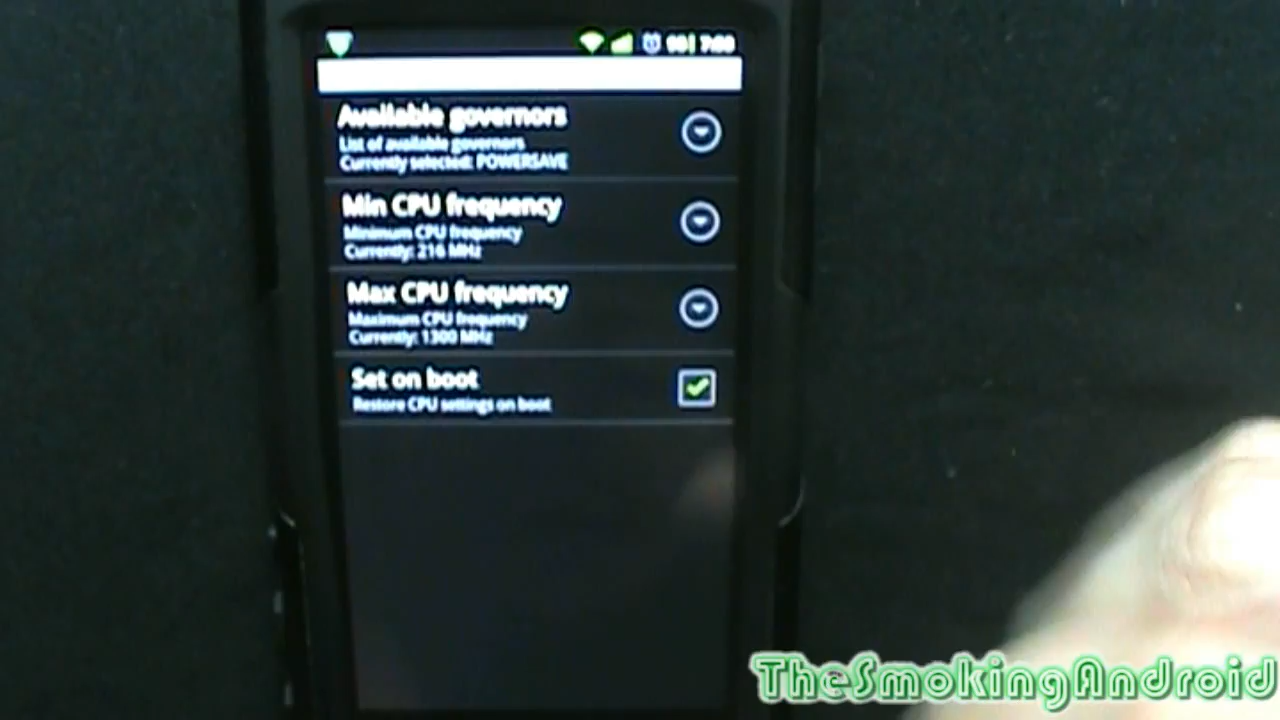 Available governors
List of available governors
Currently selected: POWERSAVE
Min CPU frequency
Minimum CPU frequency
Currently: 216 MHz
Max CPU frequency
Maximum CPU frequency
Currently: 1300 MHz
Set on boot
Restore CPU settings on boot
TheSmokingAndroid